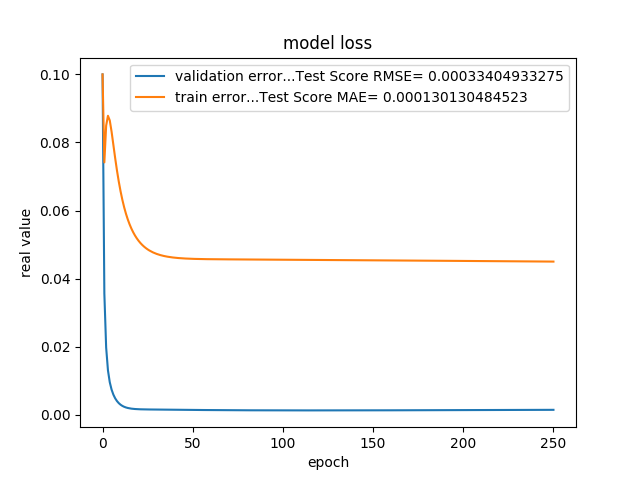 model loss
validation error...Test Score RMSE= 0.00033404933275
train error...Test Score MAE= 0.000130130484523
0.10
0.08
0.06
0.04
0.02
0.00
real value
0 50 100 150 200 250
epoch